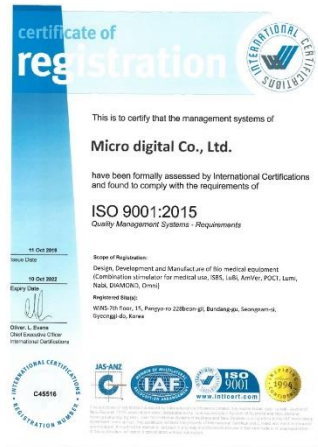 certificate of
registration
INTERNATIONAL CERTIFICATIONS
This is to certify that the management systems of
Micro digital Co., Ltd.
have been formally assessed by International Certifications
and found to comply with the requirements of
ISO 9001:2015
Quality Management Systems - Requirements
11 Oct
Issue Date
10 Oct 2022
Expiry Date
Oliver. L. Evans
Chief Executive Officer
International Certifications
Scope of Registration:
Design, Development and Manufacture of Bio medical equipment
(Combination stimulator for medical use, ISBS, LuBi, AmVer, POCT, Lumi,
Nabi, DIAMOND, Omni)
Registered Site(s):
WINS 7th Floor, 15, Pangyo-ro 228beon-gil, Bundang-gu, Seongnam-si,
Gyeonggi-do, Korea
INTERNATIONAL CERTIFICATIONS
C45516
REGISTRATION NUMBER
JAS-ANZ
IAF
ISO
9001
www.intlcert.com
1994